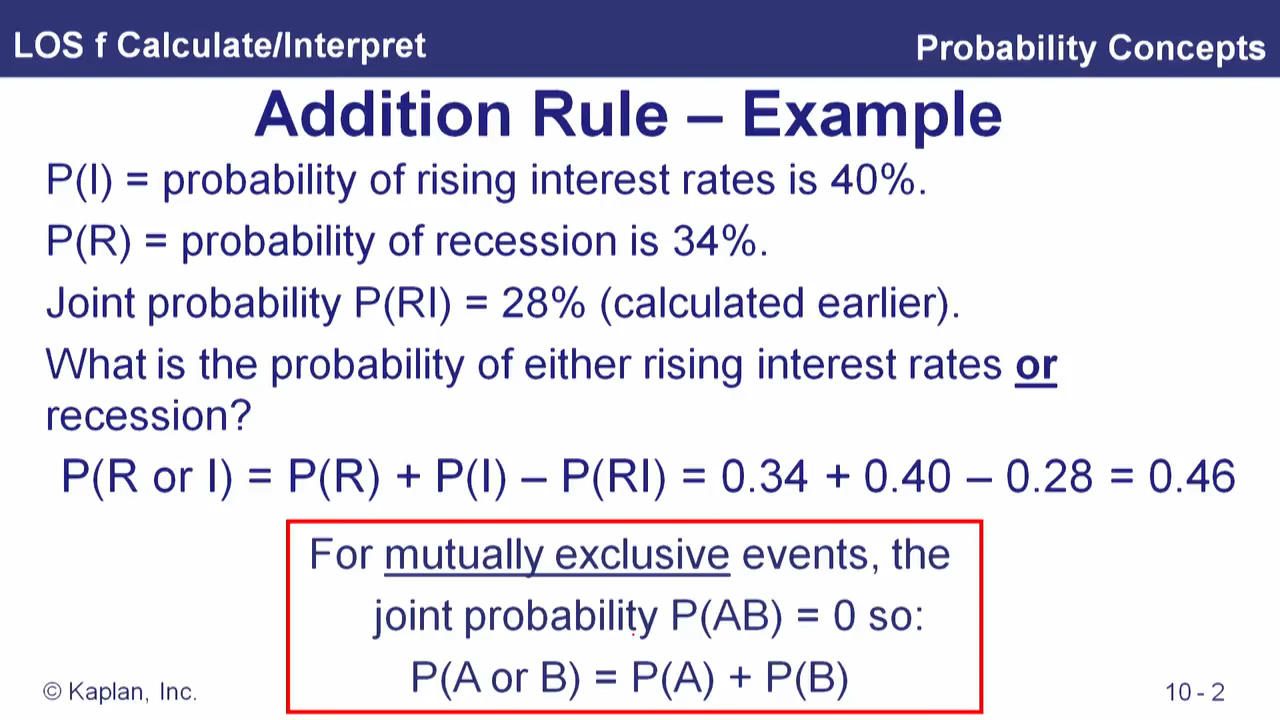 LOS f Calculate/Interpret
Probability Concepts
Addition Rule – Example
P(I) = probability of rising interest rates is 40%.
P(R) = probability of recession is 34%.
Joint probability P(RI) = 28% (calculated earlier).
What is the probability of either rising interest rates or
recession?
P(R or I) = P(R) + P(I) – P(RI) = 0.34 + 0.40 – 0.28 = 0.46
For mutually exclusive events, the
joint probability P(AB) = 0 so:
P(A or B) = P(A) + P(B)
© Kaplan, Inc.
10 - 2